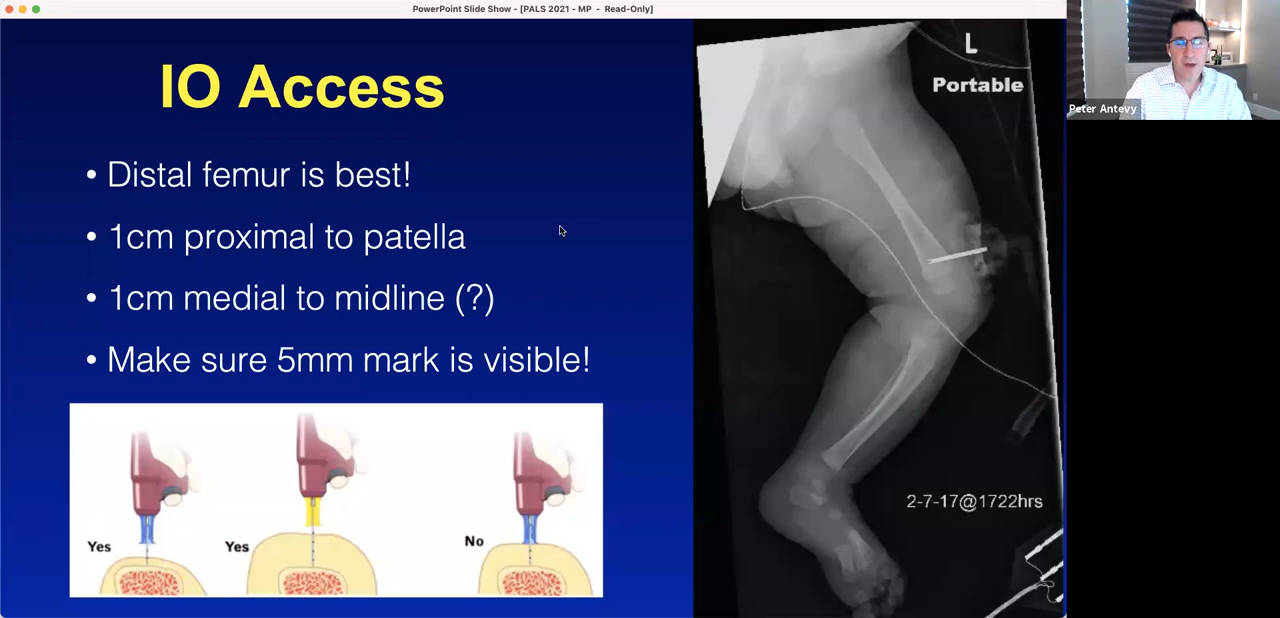 PowerPoint Slide Show - [PALS 2021 - MP - Read-Only]
IO Access
• Distal femur is best!
• 1cm proximal to patella
• 1cm medial to midline (?)
• Make sure 5mm mark is visible!
Yes
Yes
No
L
Portable
2-7-17@1722hrs
Peter Antevy